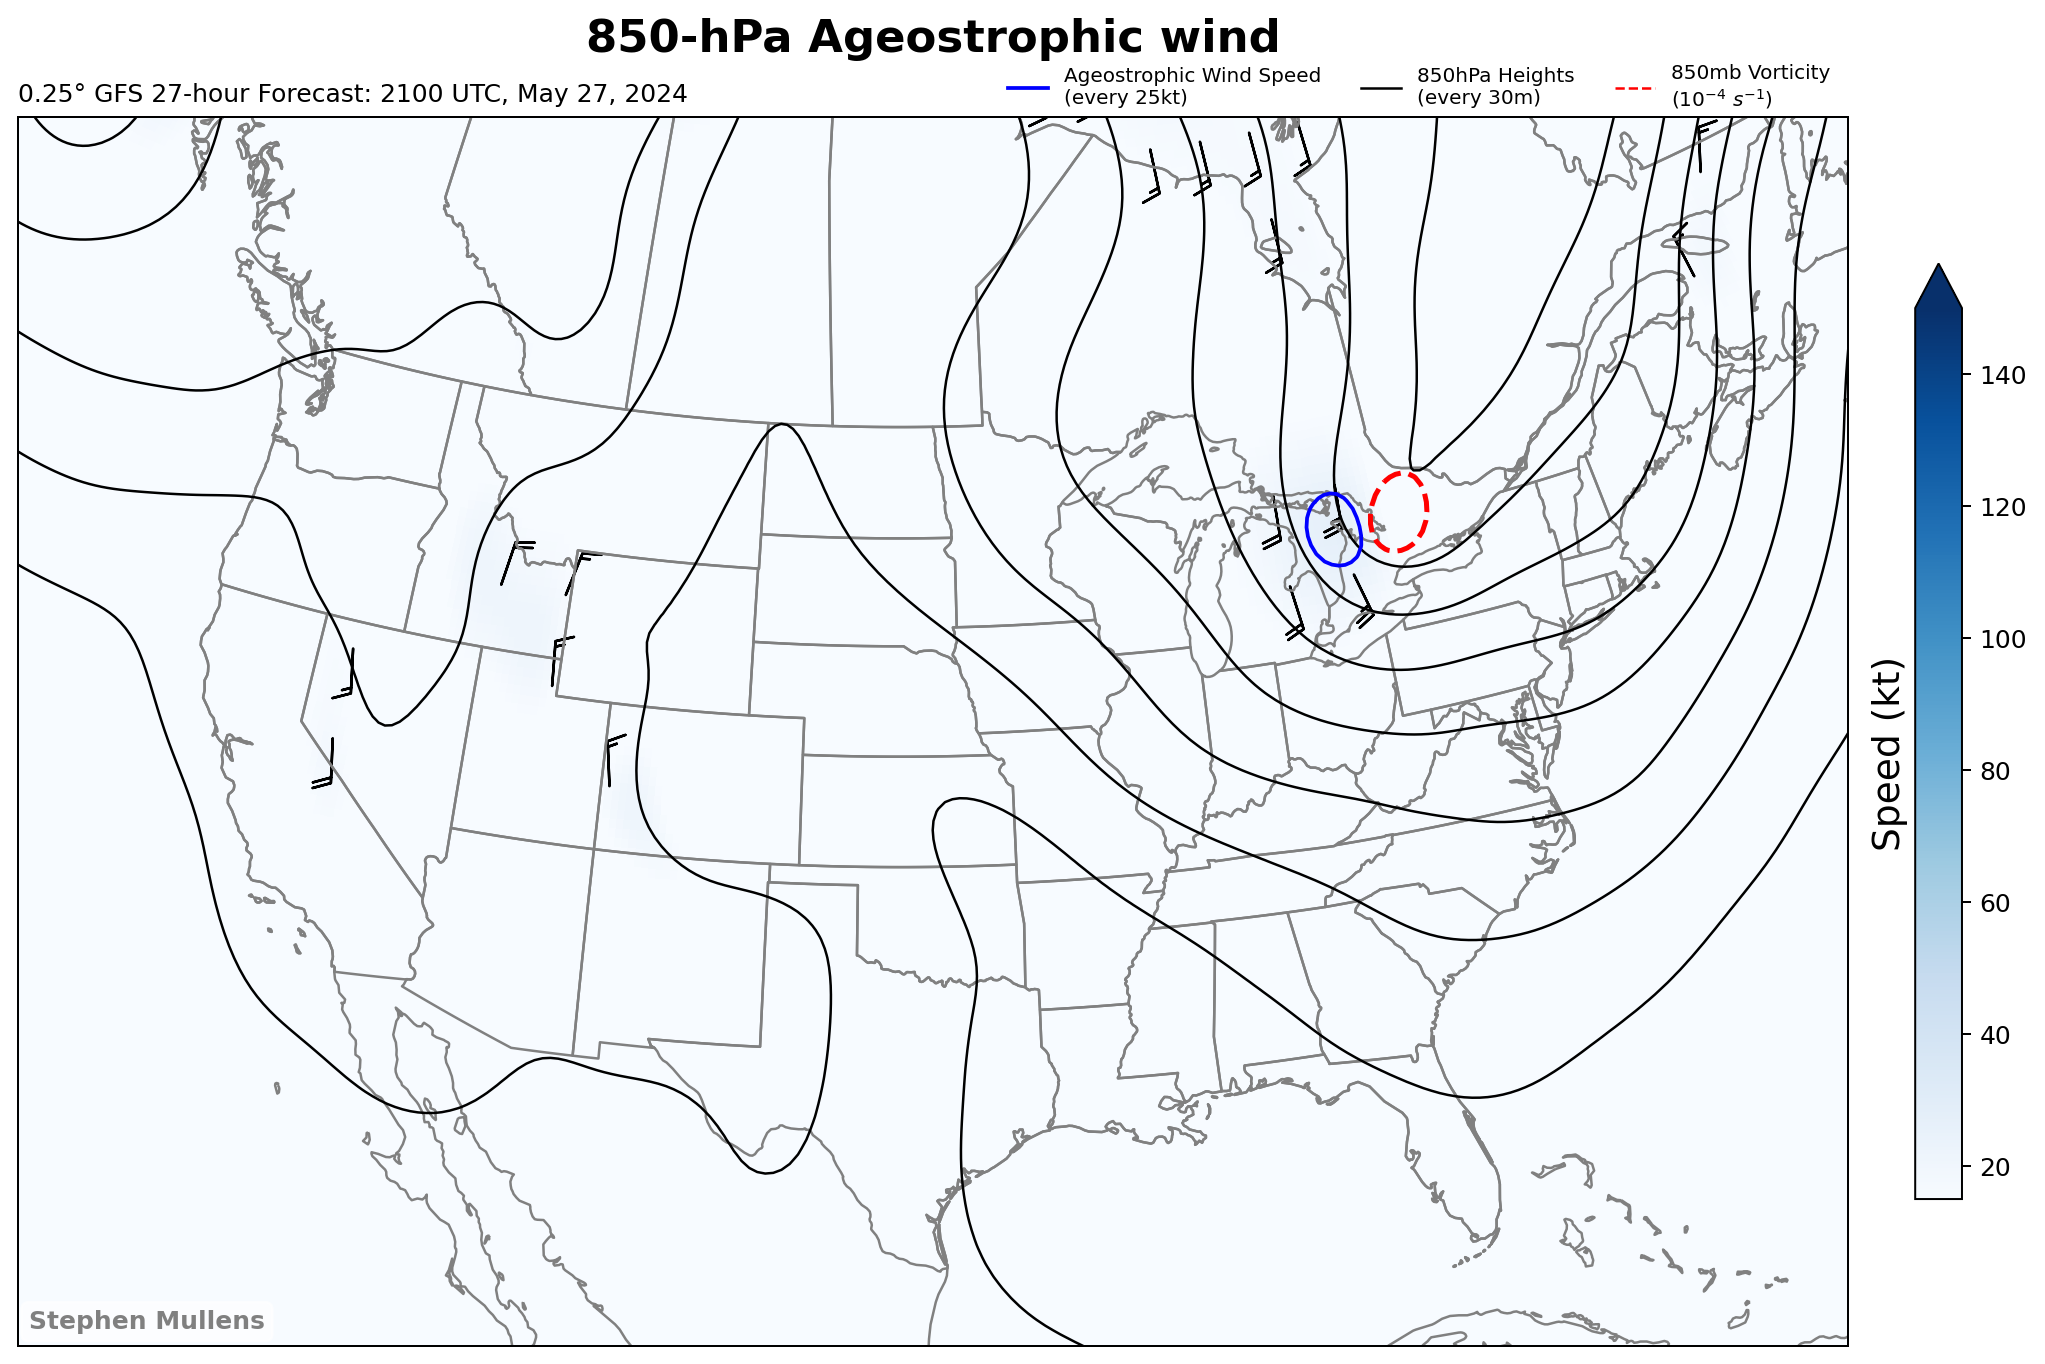 850-hPa Ageostrophic wind
0.25° GFS 27-hour Forecast: 2100 UTC, May 27, 2024
Ageostrophic Wind Speed
(every 25kt)
850hPa Heights
(every 30m)
850mb Vorticity
(10⁻⁴ s⁻¹)
140
120
100
80
60
40
20
Speed (kt)
Stephen Mullens